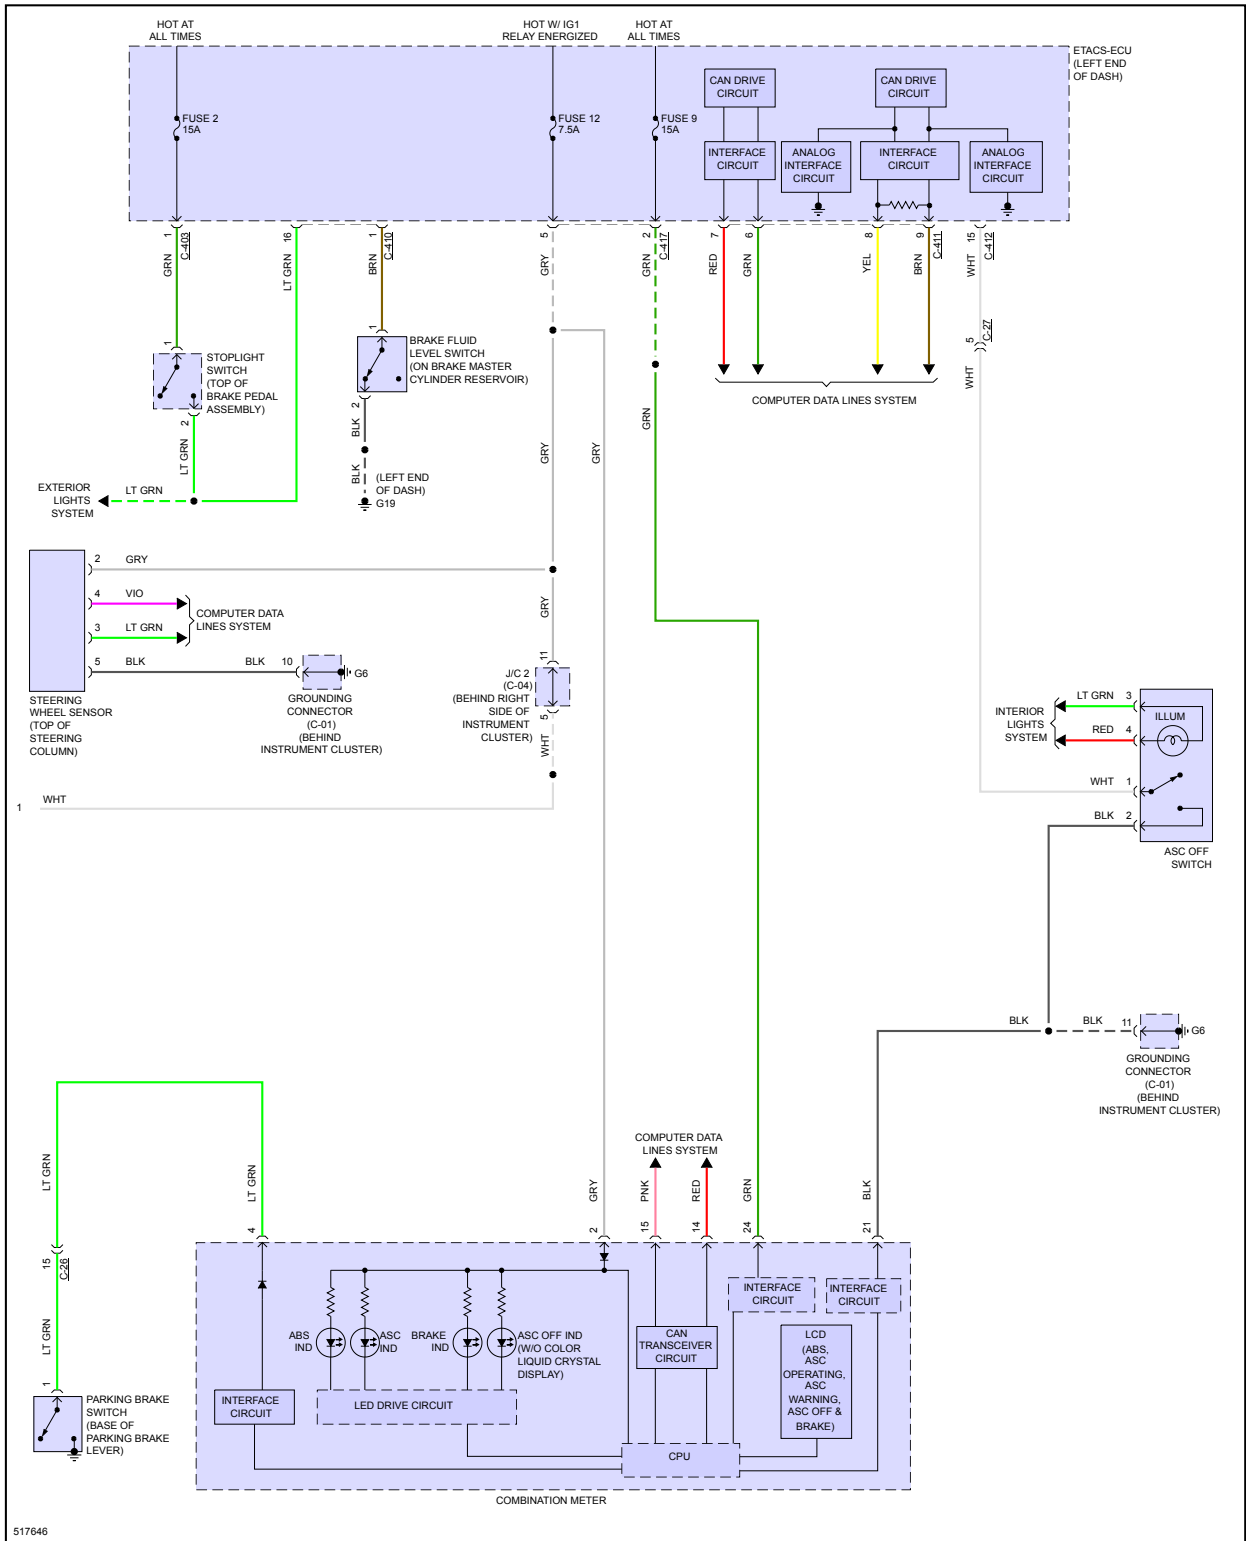 HOT AT
ALL TIMES
HOT W/ IG1
RELAY ENERGIZED
HOT AT
ALL TIMES
ETACS-ECU
(LEFT END
OF DASH)
FUSE 2
15A
FUSE 12
7.5A
FUSE 9
15A
CAN DRIVE
CIRCUIT
CAN DRIVE
CIRCUIT
INTERFACE
CIRCUIT
ANALOG
INTERFACE
CIRCUIT
INTERFACE
CIRCUIT
ANALOG
INTERFACE
CIRCUIT
1
C-403
16
1
C-410
5
2
C-417
7
6
8
9
C-411
15
C-412
GRN
LT GRN
BRN
GRY
GRN
RED
GRN
YEL
BRN
WHT
5
C-27
WHT
1
STOPLIGHT
SWITCH
(TOP OF
BRAKE PEDAL
ASSEMBLY)
2
LT GRN
1
BRAKE FLUID
LEVEL SWITCH
(ON BRAKE MASTER
CYLINDER RESERVOIR)
2
BLK
BLK
(LEFT END
OF DASH)
G19
COMPUTER DATA LINES SYSTEM
GRY
GRY
GRN
EXTERIOR
LIGHTS
SYSTEM
LT GRN
2
GRY
4
VIO
3
LT GRN
COMPUTER DATA
LINES SYSTEM
5
BLK
BLK
10
G6
STEERING
WHEEL SENSOR
(TOP OF
STEERING
COLUMN)
GROUNDING
CONNECTOR
(C-01)
(BEHIND
INSTRUMENT CLUSTER)
GRY
11
J/C 2
(C-04)
(BEHIND RIGHT
SIDE OF
INSTRUMENT
CLUSTER)
5
WHT
1
WHT
INTERIOR
LIGHTS
SYSTEM
LT GRN
3
RED
4
ILLUM
WHT
1
BLK
2
ASC OFF
SWITCH
BLK
BLK
11
G6
GROUNDING
CONNECTOR
(C-01)
(BEHIND
INSTRUMENT CLUSTER)
COMPUTER DATA
LINES SYSTEM
LT GRN
LT GRN
GRY
PNK
RED
GRN
BLK
4
2
15
14
24
21
15
C-26
LT GRN
1
PARKING BRAKE
SWITCH
(BASE OF
PARKING BRAKE
LEVER)
INTERFACE
CIRCUIT
INTERFACE
CIRCUIT
ABS
IND
ASC
IND
BRAKE
IND
ASC OFF IND
(W/O COLOR
LIQUID CRYSTAL
DISPLAY)
CAN
TRANSCEIVER
CIRCUIT
LCD
(ABS,
ASC
OPERATING,
ASC
WARNING,
ASC OFF &
BRAKE)
INTERFACE
CIRCUIT
LED DRIVE CIRCUIT
CPU
COMBINATION METER
517646